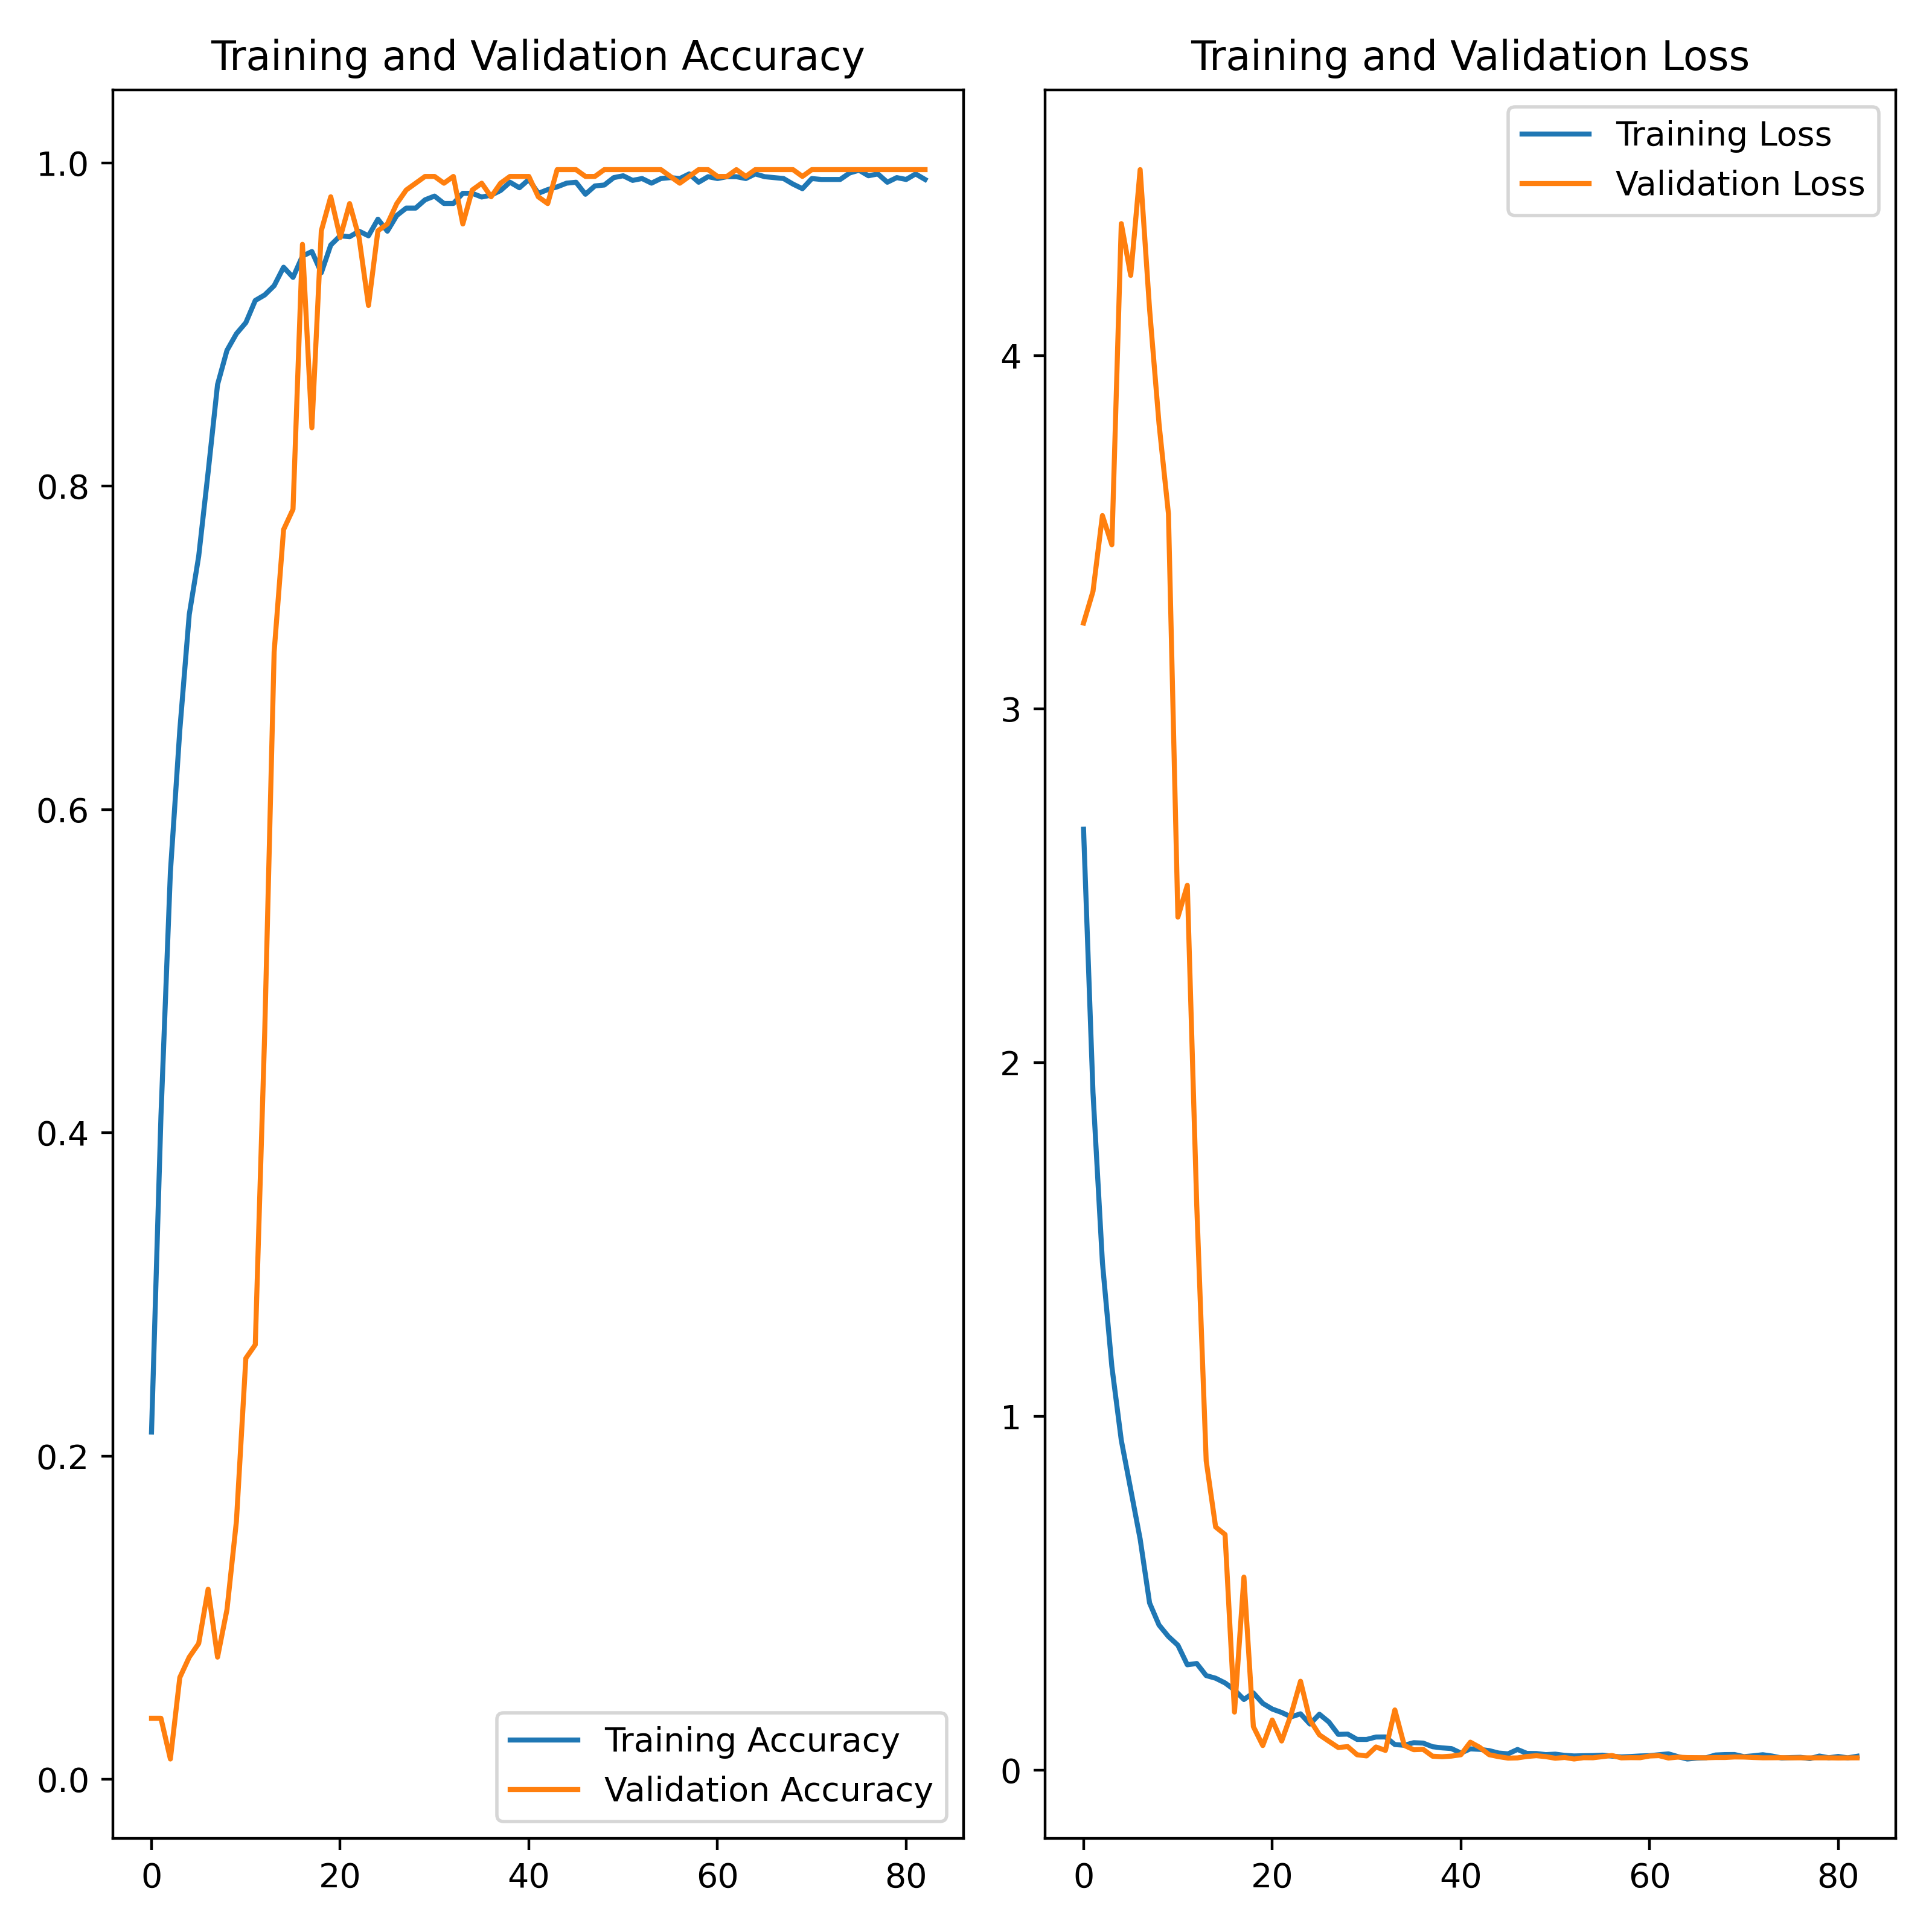 Training and Validation Accuracy
1.0
0.8
0.6
0.4
0.2
0.0
0 20 40 60 80
Training Accuracy
Validation Accuracy
Training and Validation Loss
Training Loss
Validation Loss
4
3
2
1
0
0 20 40 60 80